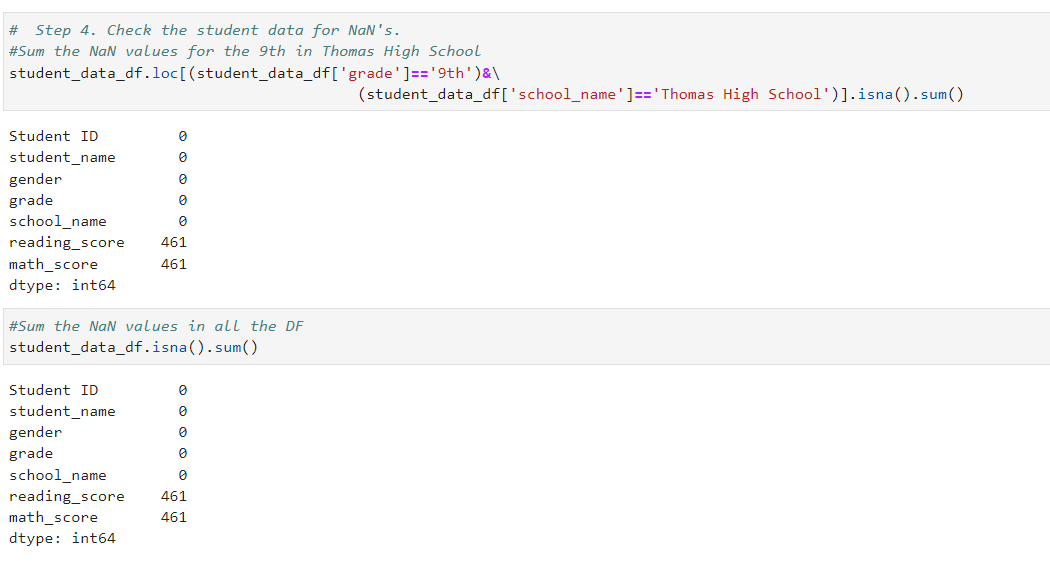 #  Step 4. Check the student data for NaN's.
#Sum the NaN values for the 9th in Thomas High School
student_data_df.loc[(student_data_df['grade']=='9th')&\
(student_data_df['school_name']=='Thomas High School')].isna().sum()
Student ID 0
student_name 0
gender 0
grade 0
school_name 0
reading_score 461
math_score 461
dtype: int64
#Sum the NaN values in all the DF
student_data_df.isna().sum()
Student ID 0
student_name 0
gender 0
grade 0
school_name 0
reading_score 461
math_score 461
dtype: int64